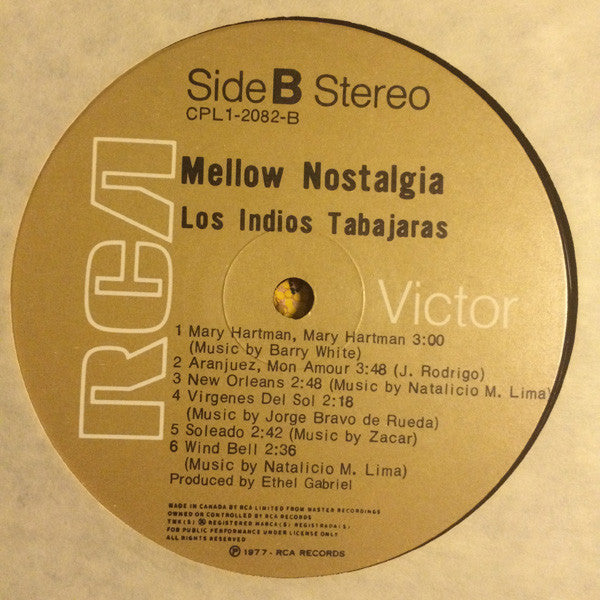 Side B Stereo
CPL1-2082-B
Mellow Nostalgia
Los Indios Tabajaras
RCA
Victor
1 Mary Hartman, Mary Hartman 3:00
(Music by Barry White)
2 Aranjuez, Mon Amour 3:48 (J. Rodrigo)
3 New Orleans 2:48 (Music by Natalicio M. Lima)
4 Virgenes Del Sol 2:18
(Music by Jorge Bravo de Rueda)
5 Soleado 2:42 (Music by Zacar)
6 Wind Bell 2:36
(Music by Natalicio M. Lima)
Produced by Ethel Gabriel
MADE IN CANADA BY RCA LIMITED FROM MASTER RECORDINGS
OWNED OR CONTROLLED BY RCA RECORDS
TMK(S) ® REGISTERED MARCA(S) REGISTRADA(S).
FOR PUBLIC PERFORMANCE UNDER LICENSE ONLY
ALL RIGHTS RESERVED
℗ 1977 - RCA RECORDS